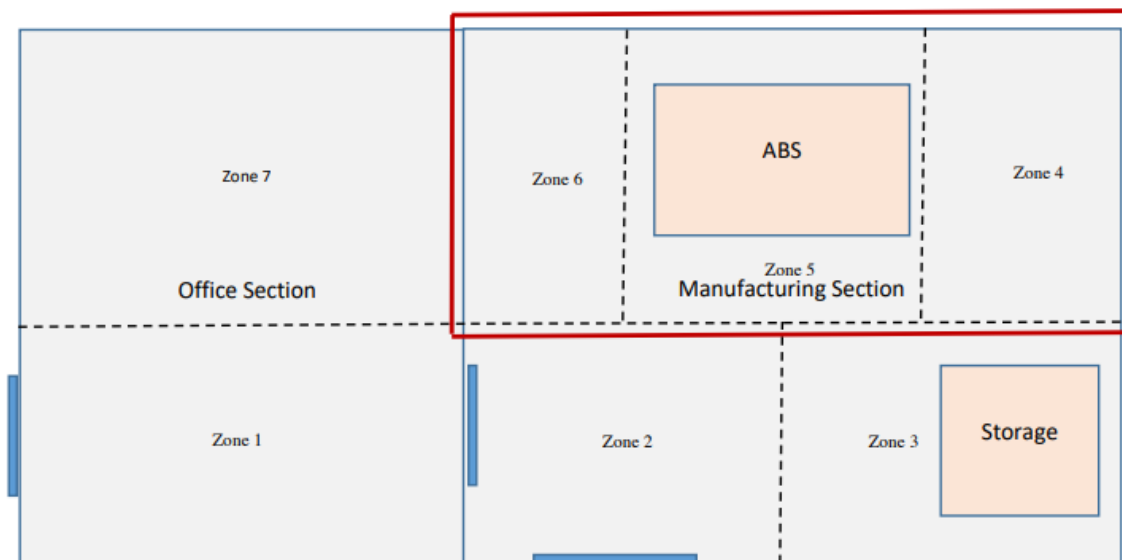 ABS
Zone 7
Zone 6
Zone 4
Zone 5
Office Section
Manufacturing Section
Zone 1
Zone 2
Zone 3
Storage